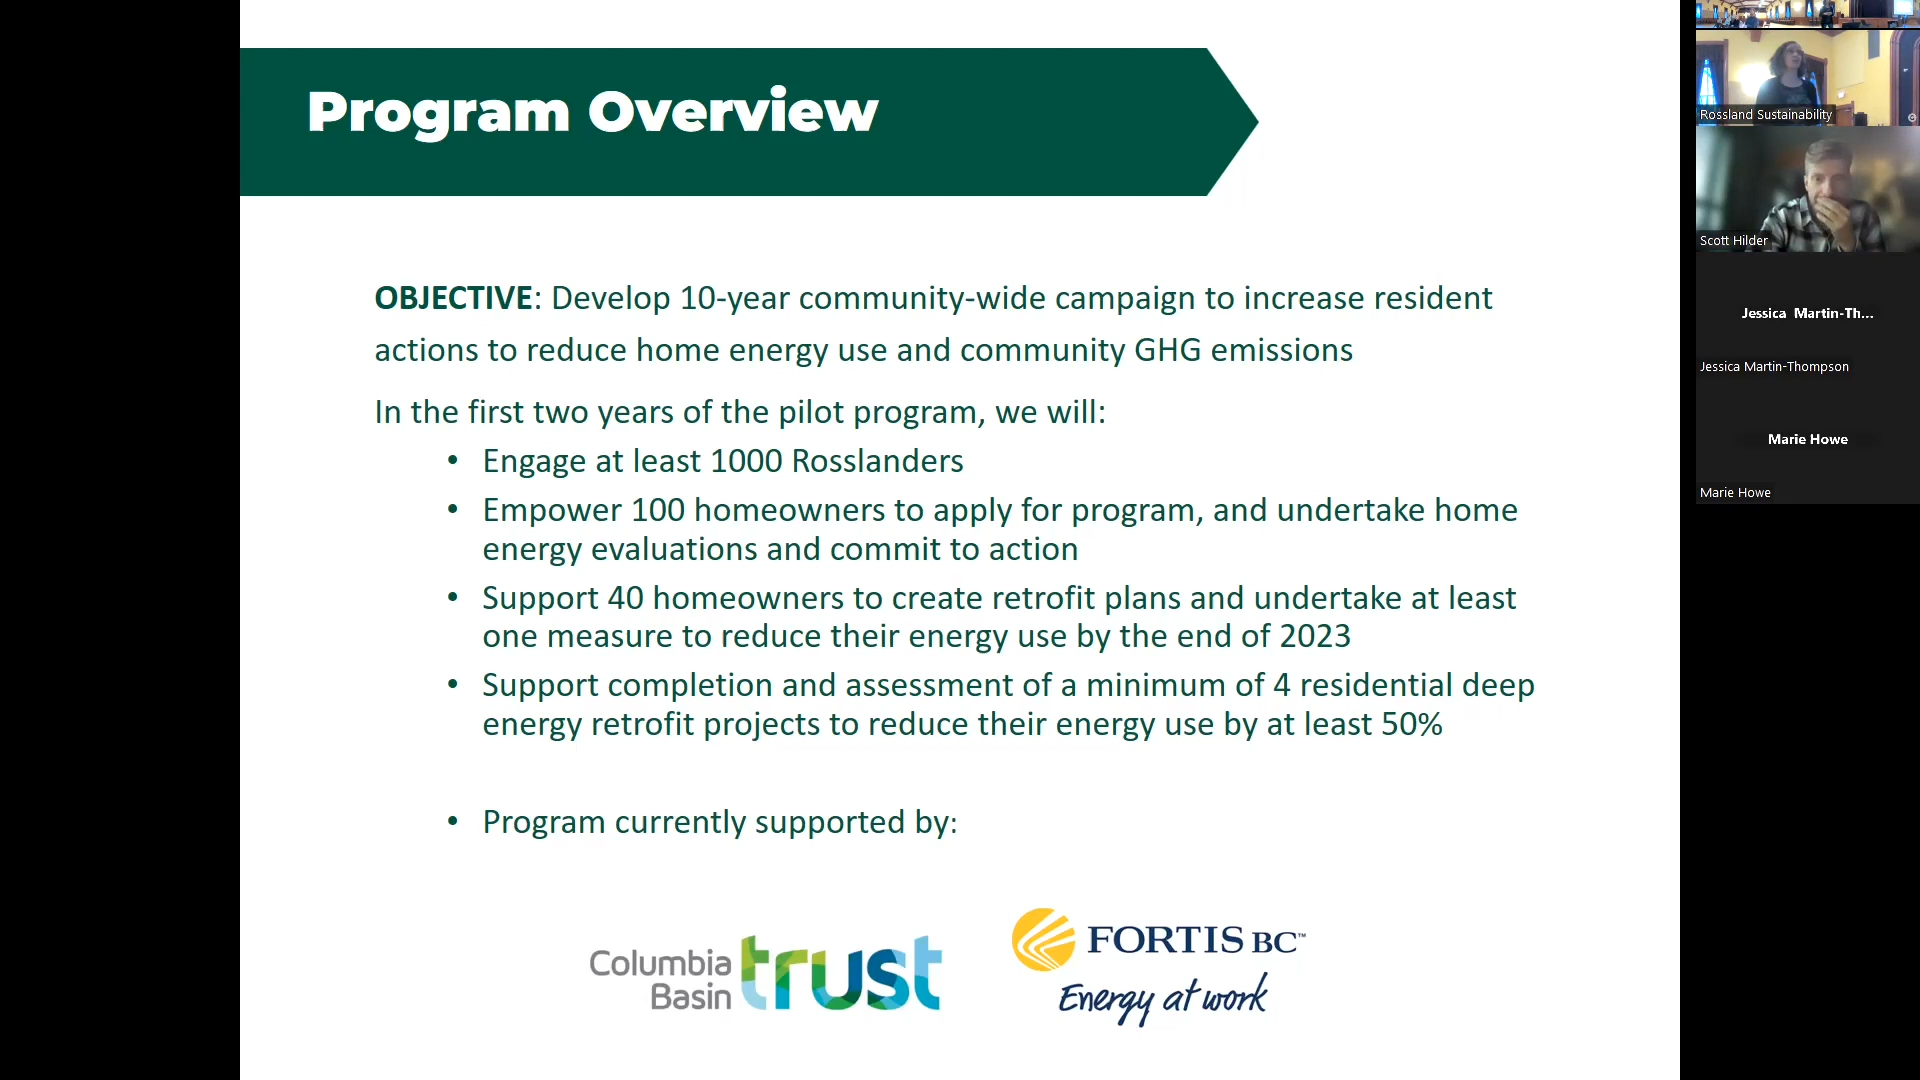 Program Overview
OBJECTIVE: Develop 10-year community-wide campaign to increase resident
actions to reduce home energy use and community GHG emissions
In the first two years of the pilot program, we will:
• Engage at least 1000 Rosslanders
• Empower 100 homeowners to apply for program, and undertake home
energy evaluations and commit to action
• Support 40 homeowners to create retrofit plans and undertake at least
one measure to reduce their energy use by the end of 2023
• Support completion and assessment of a minimum of 4 residential deep
energy retrofit projects to reduce their energy use by at least 50%
• Program currently supported by:
Columbia
Basin
trust
FORTIS BC™
Energy at work
Rossland Sustainability
Scott Hilder
Jessica Martin-Th...
Jessica Martin-Thompson
Marie Howe
Marie Howe